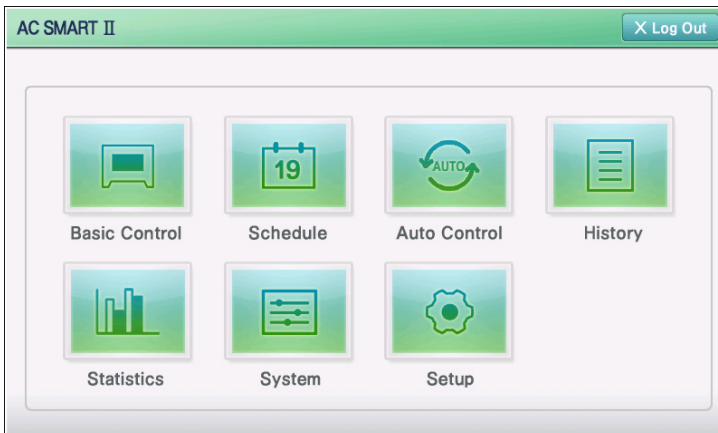 AC SMART II
X Log Out
19
AUTO
Basic Control
Schedule
Auto Control
History
Statistics
System
Setup